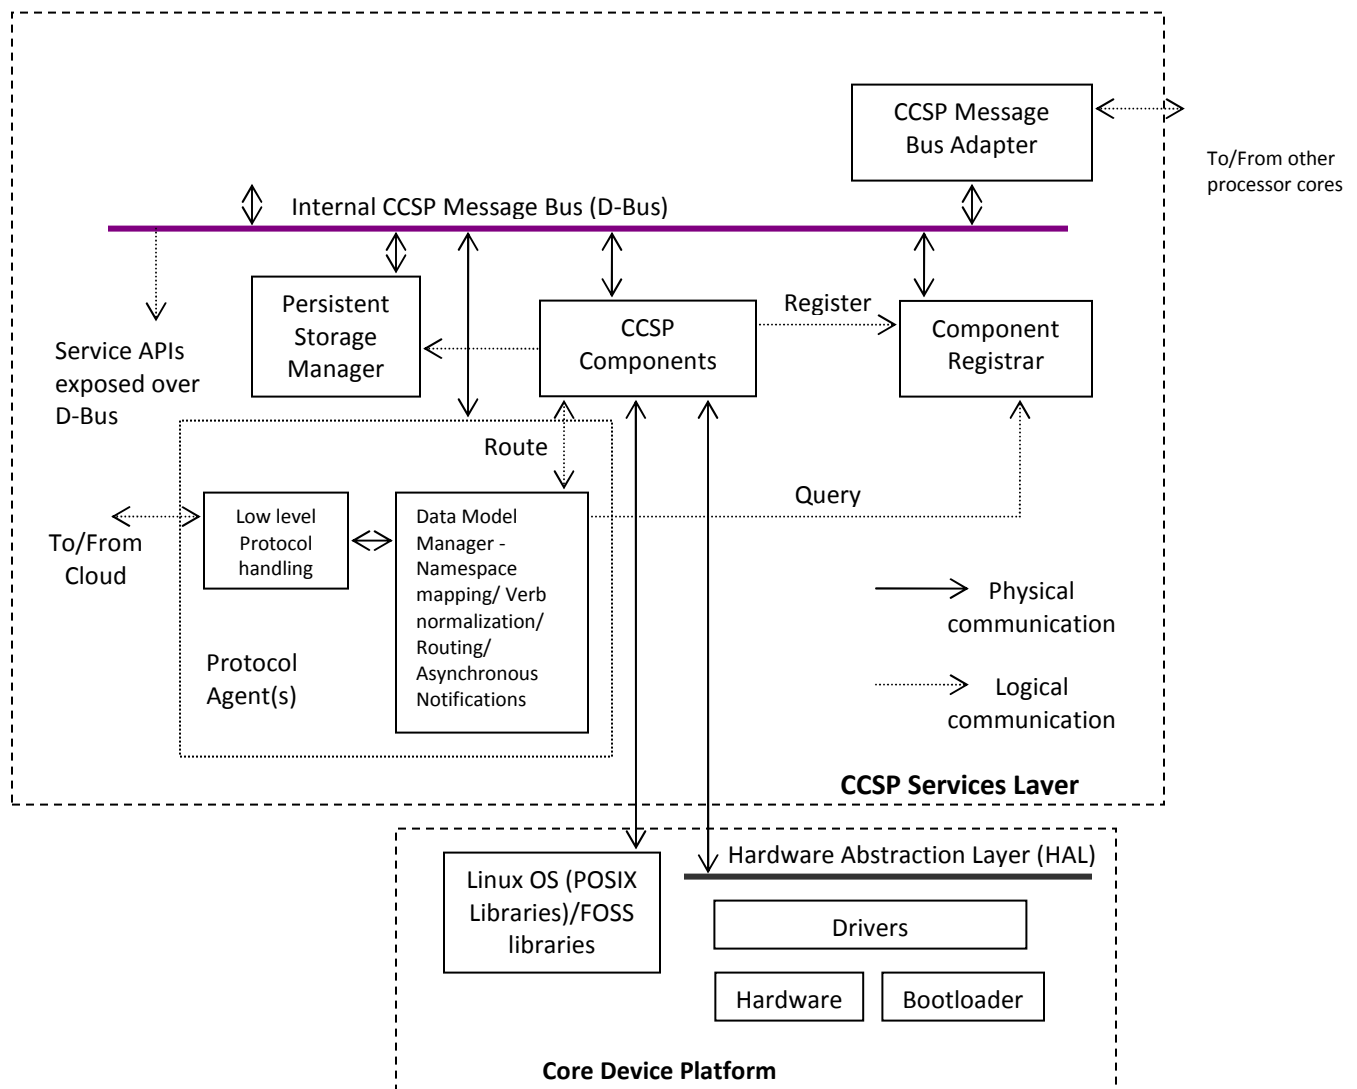 CCSP Message
Bus Adapter
To/From other
processor cores
Internal CCSP Message Bus (D-Bus)
Persistent
Storage
Manager
CCSP
Components
Register
Component
Registrar
Service APIs
exposed over
D-Bus
Route
Query
To/From
Cloud
Low level
Protocol
handling
Data Model
Manager -
Namespace
mapping/ Verb
normalization/
Routing/
Asynchronous
Notifications
Protocol
Agent(s)
Physical
communication
Logical
communication
CCSP Services Layer
Hardware Abstraction Layer (HAL)
Linux OS (POSIX
Libraries)/FOSS
libraries
Drivers
Hardware
Bootloader
Core Device Platform